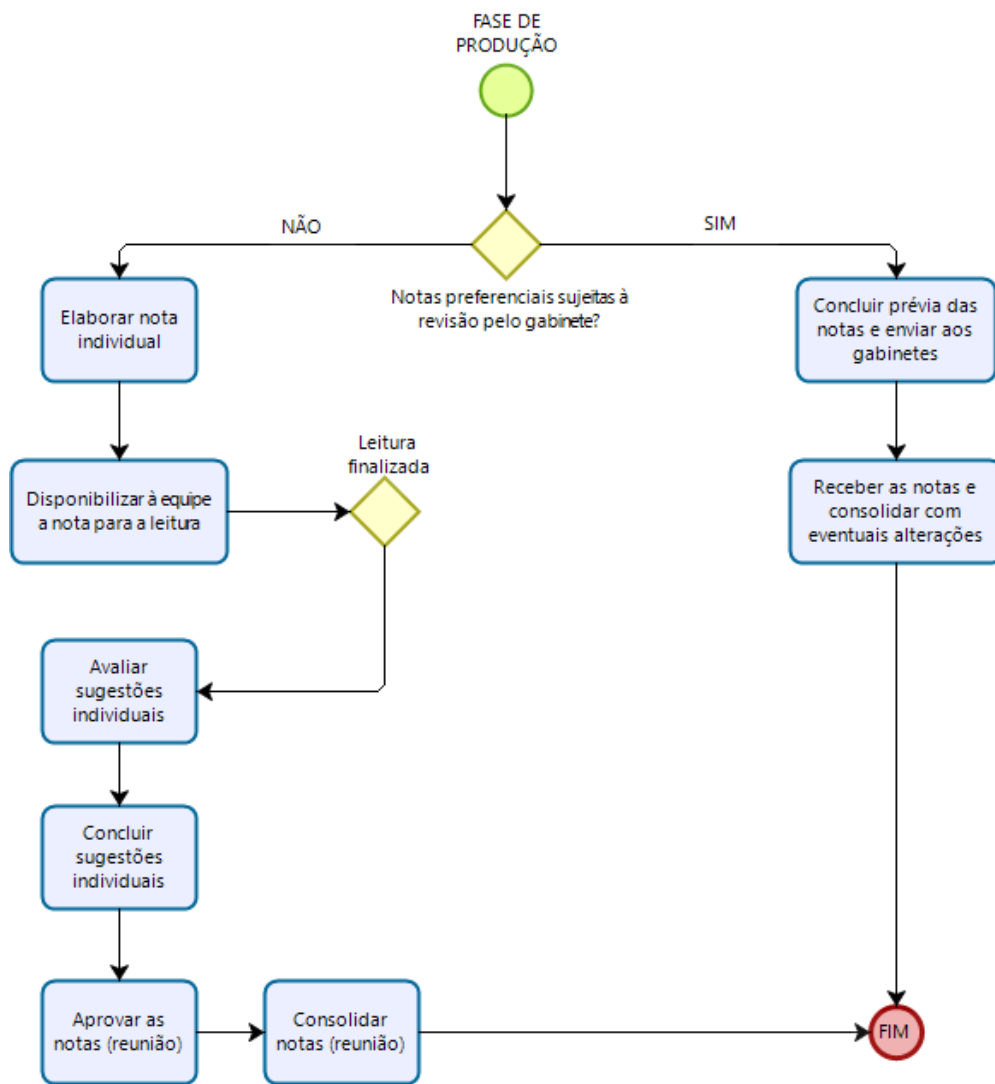 FASE DE
PRODUÇÃO
NÃO
SIM
Notas preferenciais sujeitas à
revisão pelo gabinete?
Elaborar nota
individual
Concluir prévia das
notas e enviar aos
gabinetes
Leitura
finalizada
Disponibilizar à equipe
a nota para a leitura
Receber as notas e
consolidar com
eventuais alterações
Avaliar
sugestões
individuais
Concluir
sugestões
individuais
Aprovar as
notas (reunião)
Consolidar
notas (reunião)
FIM